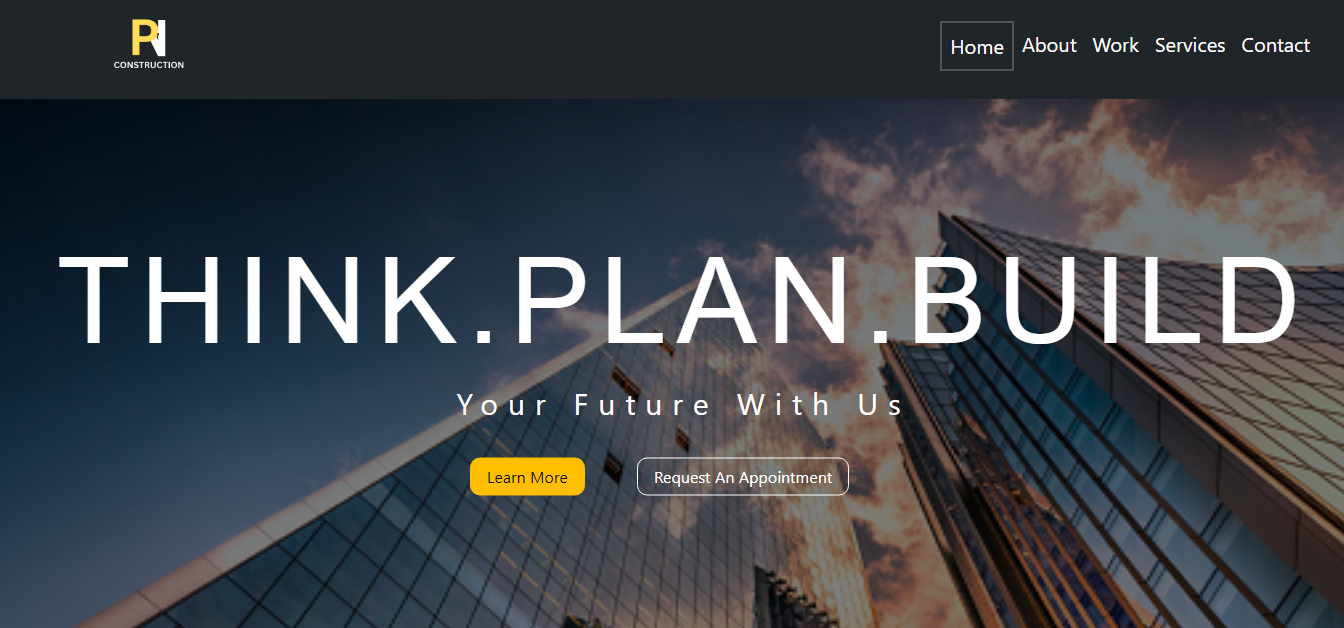 PN
CONSTRUCTION
Home About Work Services Contact
THINK.PLAN.BUILD
Your Future With Us
Learn More Request An Appointment